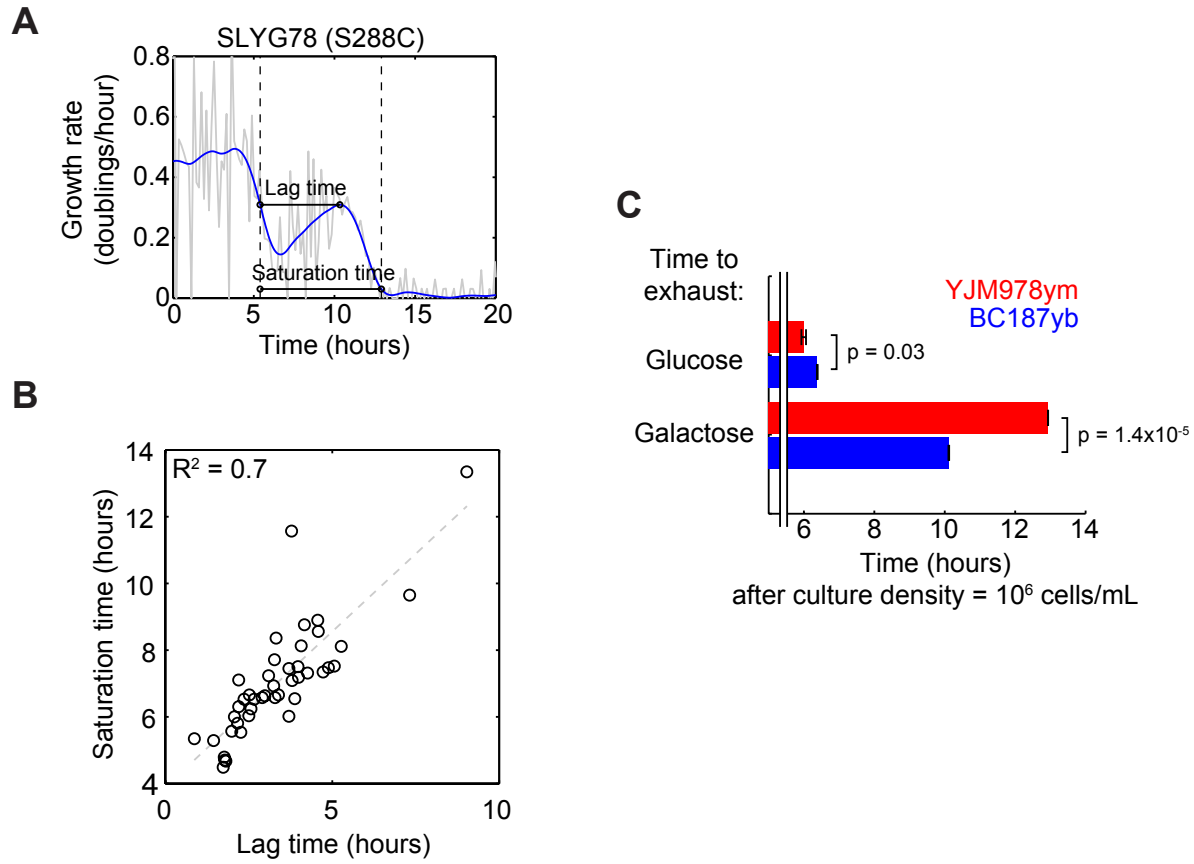 A
SLYG78 (S288C)
Growth rate
(doublings/hour)
0.8
0.6
0.4
0.2
0
Lag time
Saturation time
0 5 10 15 20
Time (hours)
B
Saturation time (hours)
14
12
10
8
6
4
R² = 0.7
0 5 10
Lag time (hours)
C
Time to
exhaust:
YJM978ym
BC187yb
Glucose
p = 0.03
Galactose
p = 1.4x10⁻⁵
6 8 10 12 14
Time (hours)
after culture density = 10⁶ cells/mL